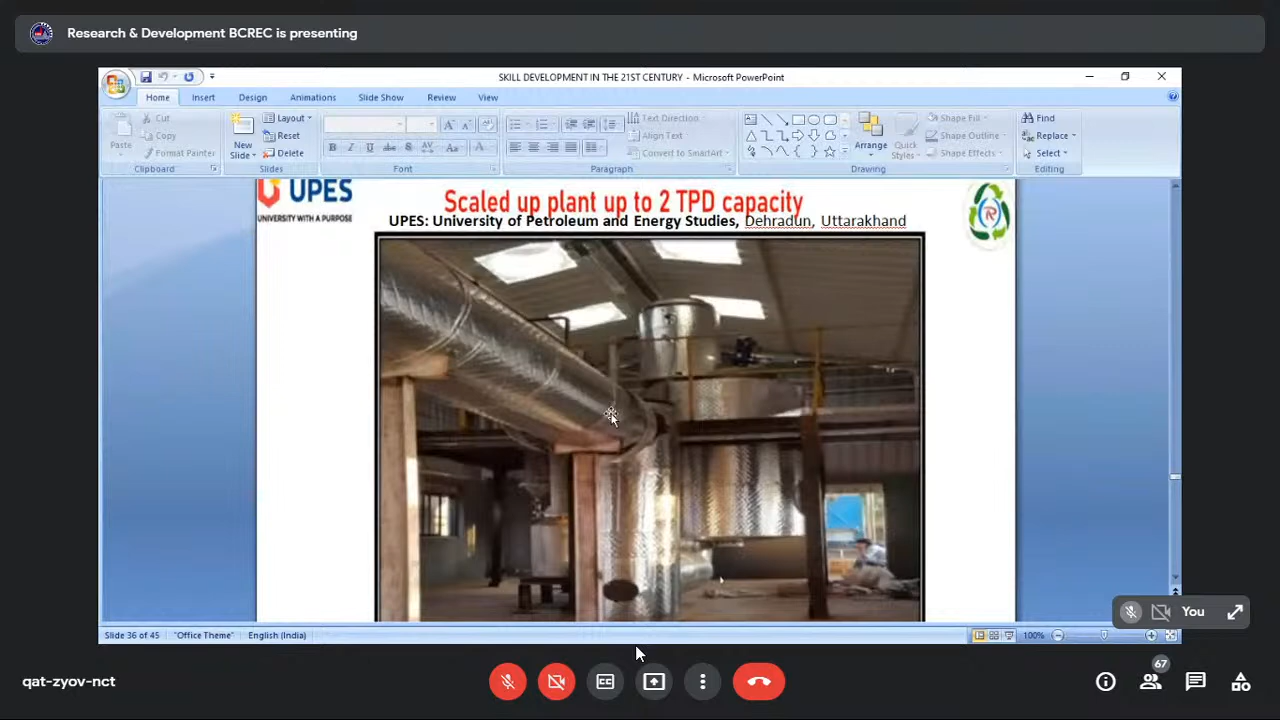 Research & Development BCREC is presenting
SKILL DEVELOPMENT IN THE 21ST CENTURY - Microsoft PowerPoint
Home Insert Design Animations Slide Show Review View
Paste
Cut
Copy
Format Painter
Clipboard
New Slide
Layout
Reset
Delete
Slides
B I U abe S AV Aa A
Font
Text Direction
Align Text
Convert to SmartArt
Paragraph
Arrange
Quick Styles
Shape Fill
Shape Outline
Shape Effects
Drawing
Find
Replace
Select
Editing
UPES
UNIVERSITY WITH A PURPOSE
Scaled up plant up to 2 TPD capacity
UPES: University of Petroleum and Energy Studies, Dehradun, Uttarakhand
R
You
Slide 36 of 45 "Office Theme" English (India) 100%
qat-zyov-nct
CC
67